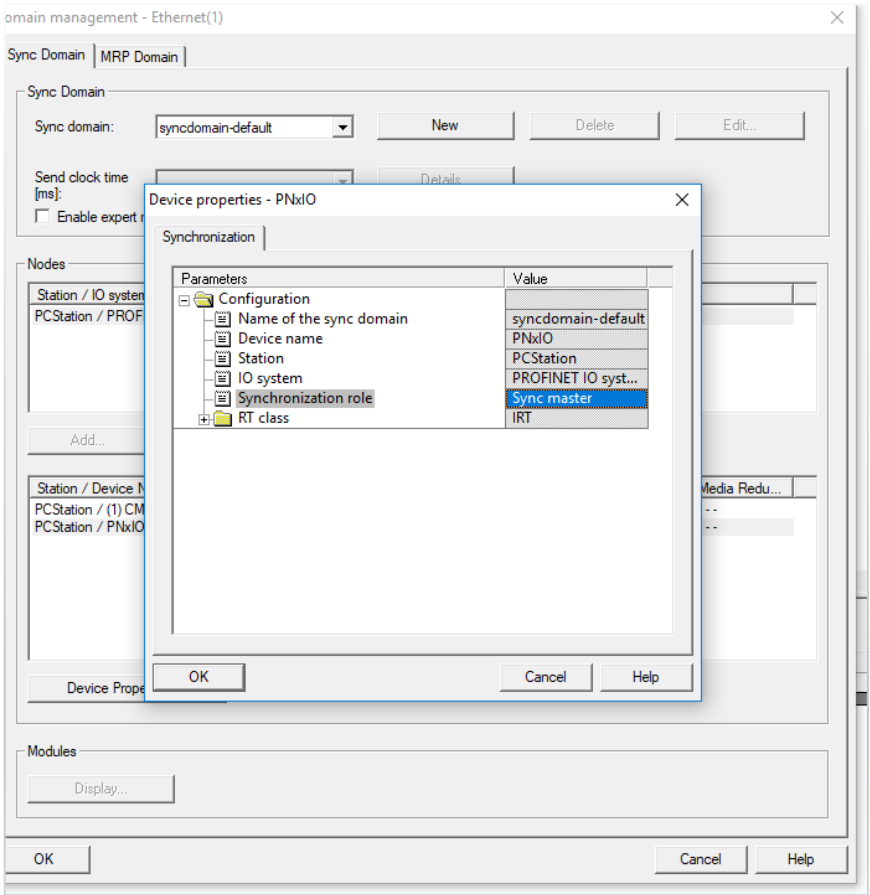 omain management - Ethernet(1)
Sync Domain MRP Domain
Sync Domain
Sync domain: syncdomain-default New Delete Edit...
Send clock time
[ms]:
Details
Enable expert
Device properties - PNxIO
Synchronization
Parameters Value
Configuration
Name of the sync domain syncdomain-default
Device name PNxIO
Station PCStation
IO system PROFINET IO syst...
Synchronization role Sync master
RT class IRT
OK Cancel Help
Nodes
Station / IO system
PCStation / PROF
Add...
Station / Device N Media Redu...
PCStation / (1) CM --
PCStation / PNxIO --
Device Prope
Modules
Display...
OK Cancel Help